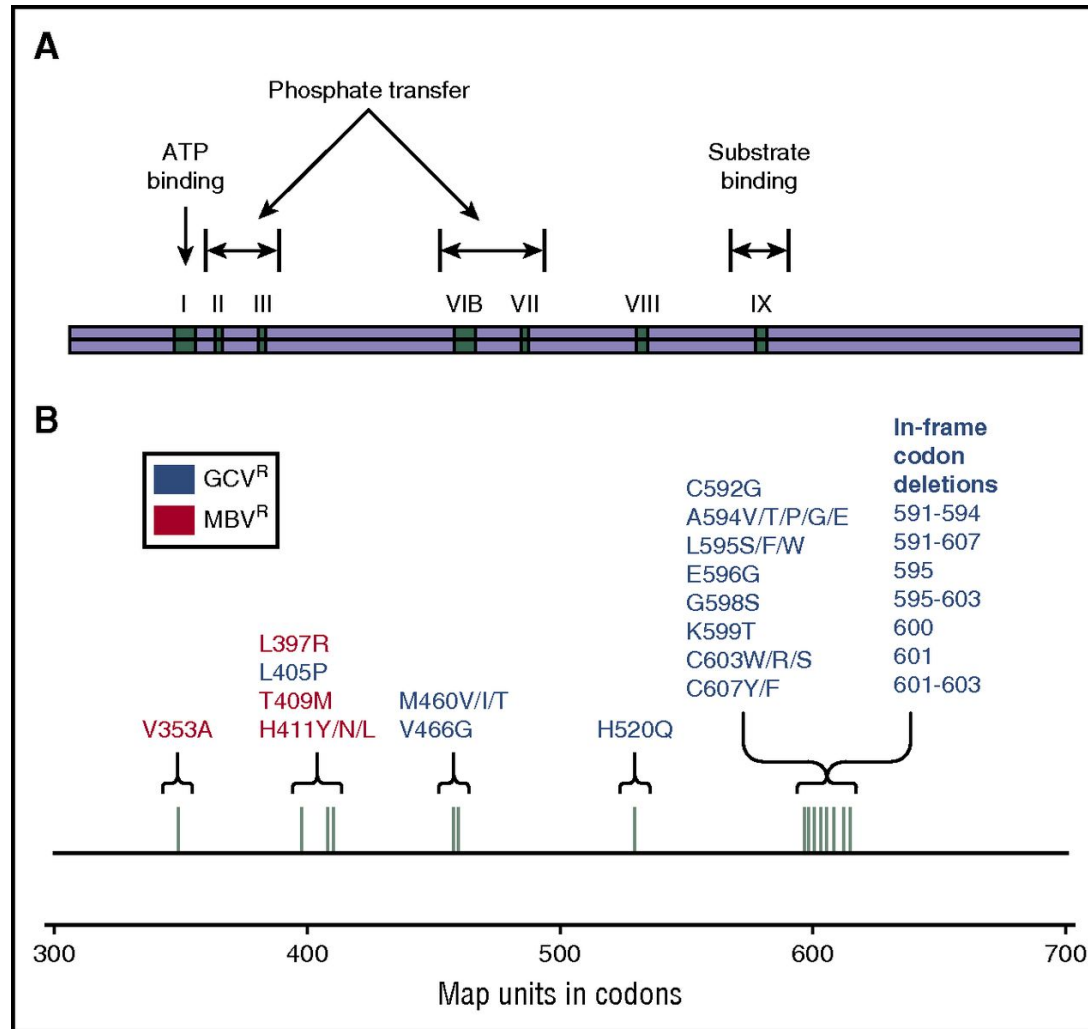 A
Phosphate transfer
ATP
binding
Substrate
binding
I II III VIB VII VIII IX
B
GCVR
MBVR
In-frame
codon
deletions
591-594
591-607
595
595-603
600
601
601-603
C592G
A594V/T/P/G/E
L595S/F/W
E596G
G598S
K599T
C603W/R/S
C607Y/F
V353A
L397R
L405P
T409M
H411Y/N/L
M460V/I/T
V466G
H520Q
300 400 500 600 700
Map units in codons